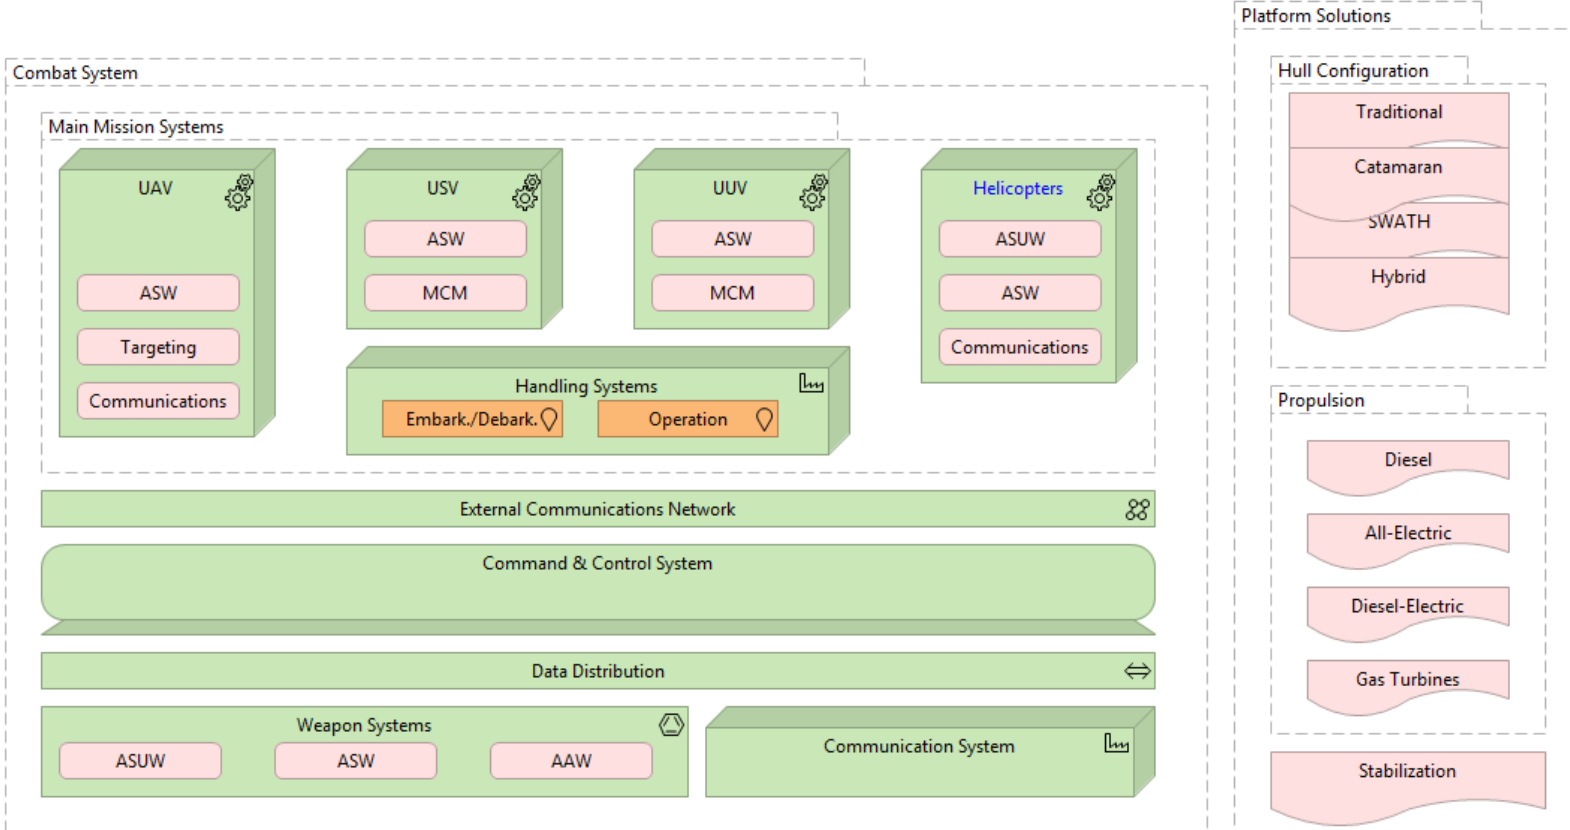 Platform Solutions
Combat System
Hull Configuration
Main Mission Systems
Traditional
Catamaran
SWATH
Hybrid
UAV
ASW
Targeting
Communications
USV
ASW
MCM
UUV
ASW
MCM
Helicopters
ASUW
ASW
Communications
Handling Systems
Embark./Debark.
Operation
External Communications Network
Command & Control System
Data Distribution
Weapon Systems
ASUW
ASW
AAW
Communication System
Propulsion
Diesel
All-Electric
Diesel-Electric
Gas Turbines
Stabilization